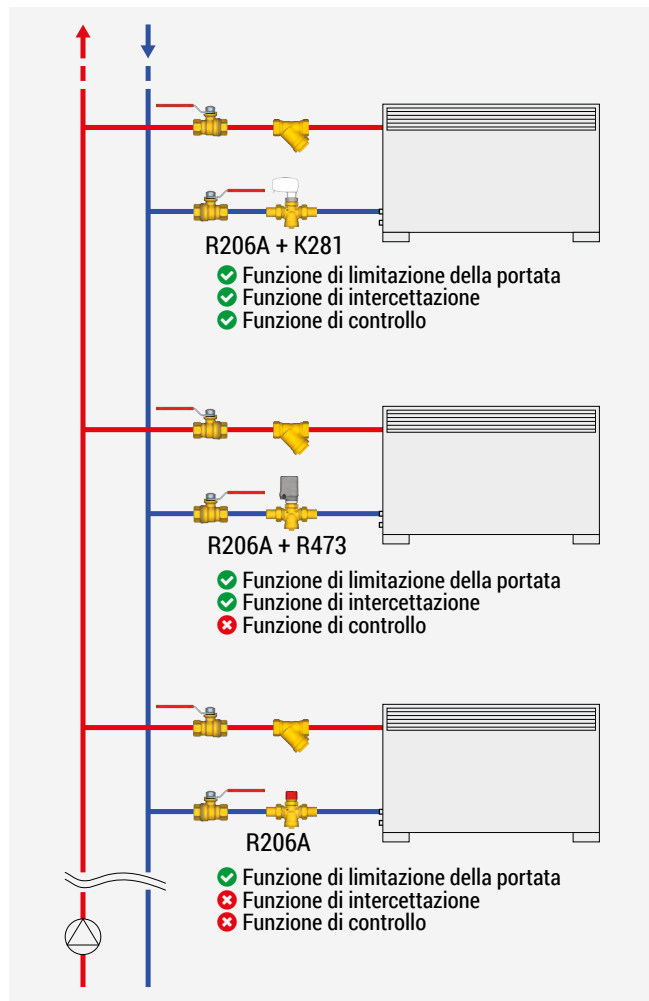 R206A + K281
Funzione di limitazione della portata
Funzione di intercettazione
Funzione di controllo
R206A + R473
Funzione di limitazione della portata
Funzione di intercettazione
Funzione di controllo
R206A
Funzione di limitazione della portata
Funzione di intercettazione
Funzione di controllo